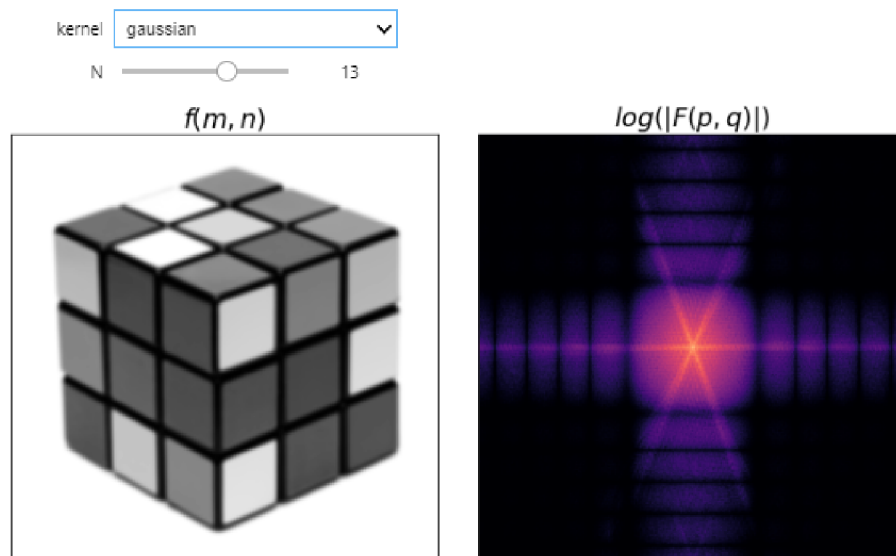 kernel gaussian
N 13
f(m, n) log(|F(p, q)|)